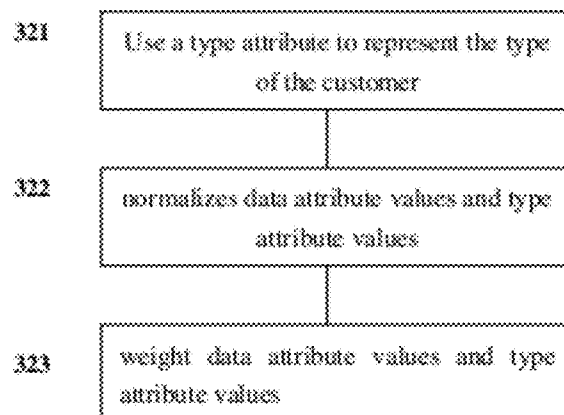 321
Use a type attribute to represent the type
of the customer
322
normalizes data attribute values and type
attribute values
323
weight data attribute values and type
attribute values